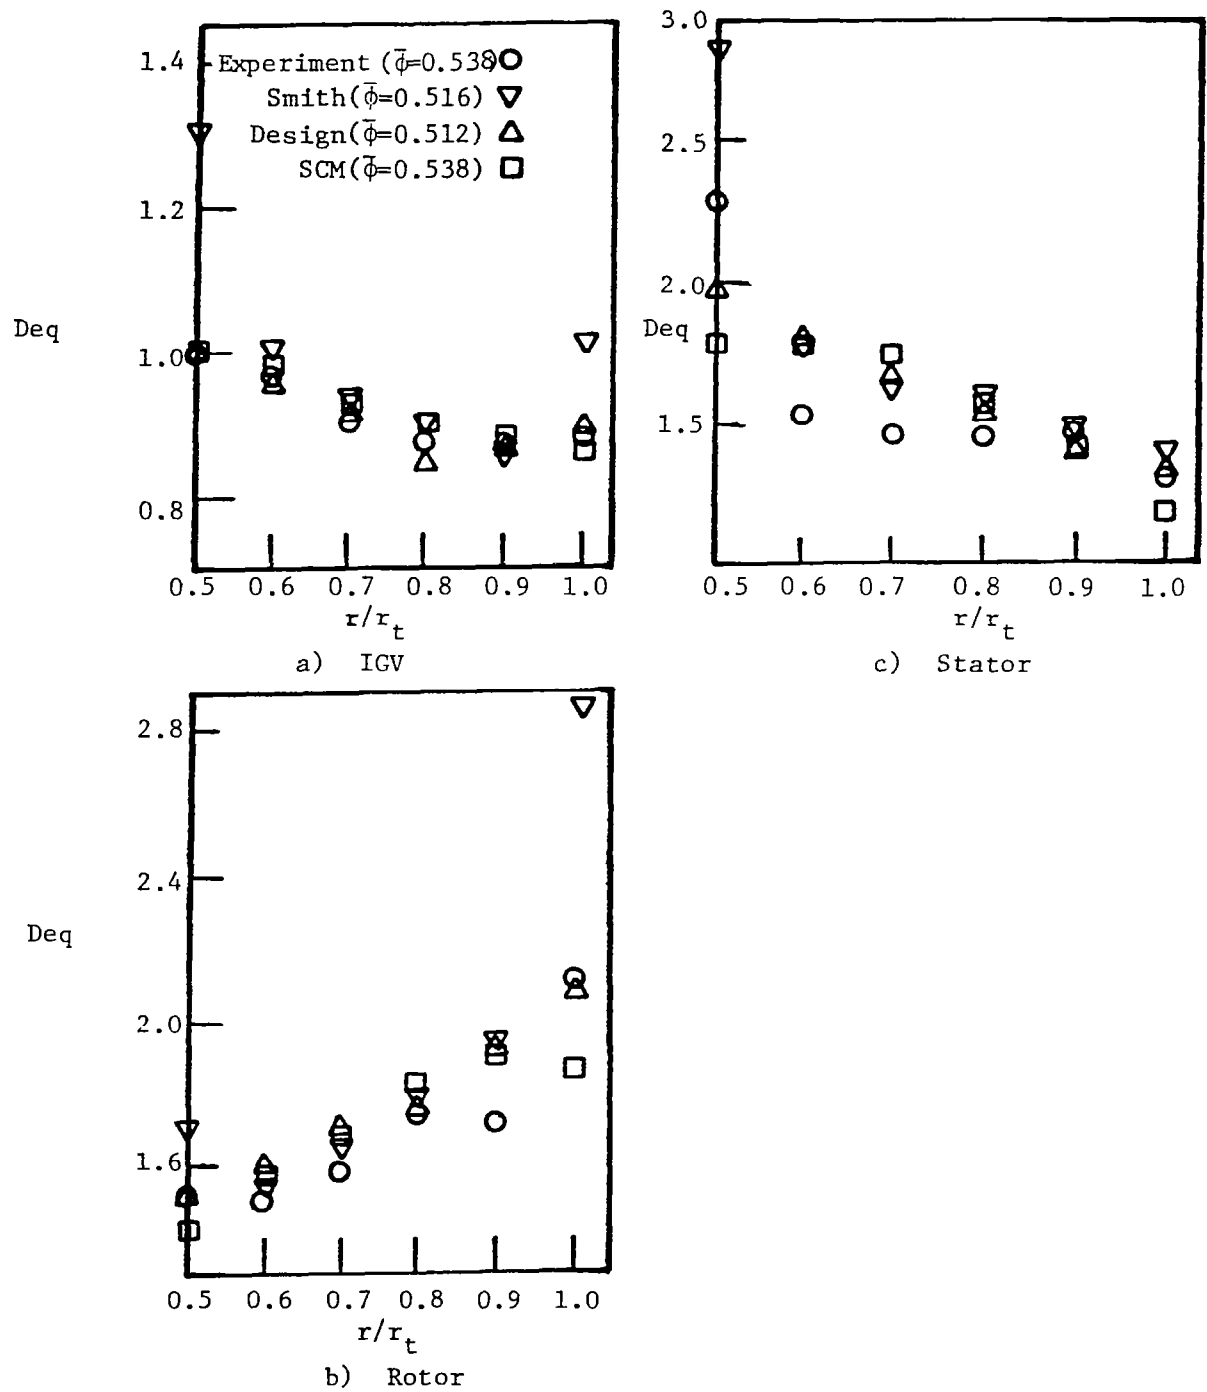 1.4
Experiment (φ̄=0.538)
Smith(φ̄=0.516)
Design(φ̄=0.512)
SCM(φ̄=0.538)
1.2
Deq
1.0
0.8
0.5 0.6 0.7 0.8 0.9 1.0
r/r_t
a) IGV
3.0
2.5
2.0
Deq
1.5
0.5 0.6 0.7 0.8 0.9 1.0
r/r_t
c) Stator
2.8
2.4
Deq
2.0
1.6
0.5 0.6 0.7 0.8 0.9 1.0
r/r_t
b) Rotor